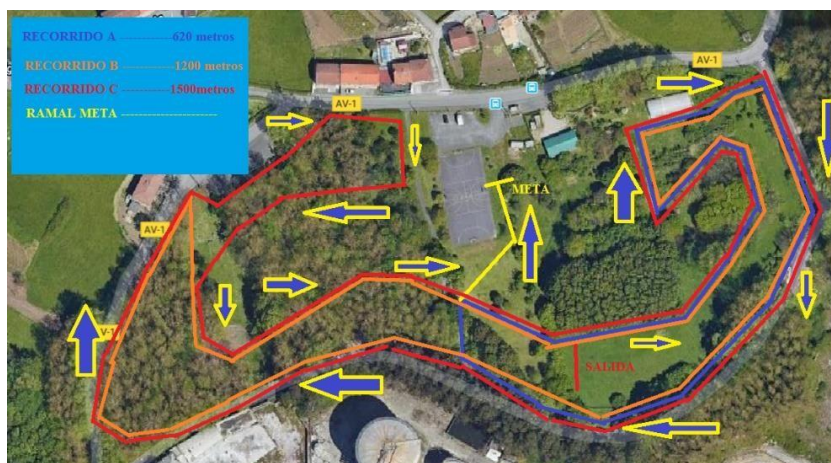 RECORRIDO A ---------------620 metros
RECORRIDO B ---------------1200 metros
RECORRIDO C ---------------1500metros
RAMAL META -------------------------
AV-1
AV-1
META
AV-1
V-1
SALIDA